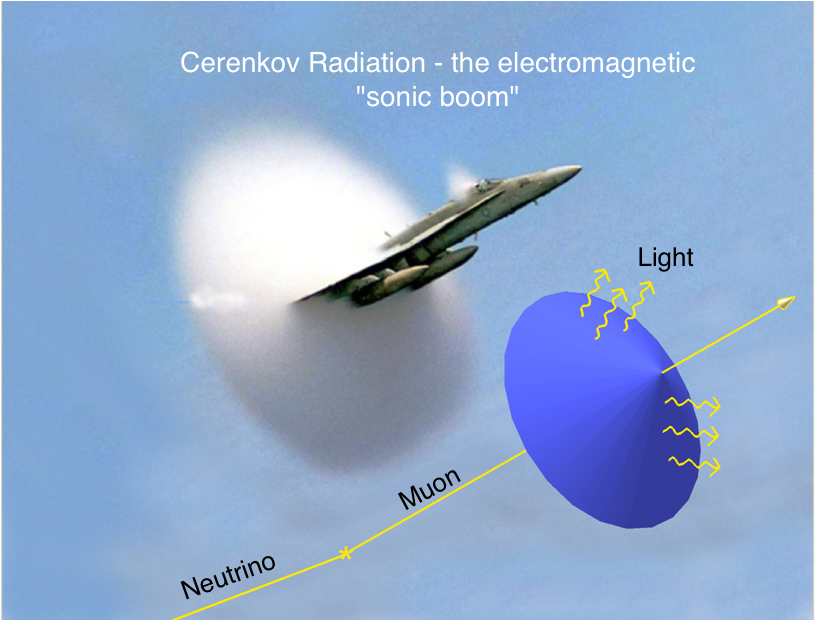 Cerenkov Radiation - the electromagnetic
"sonic boom"
Light
Muon
Neutrino